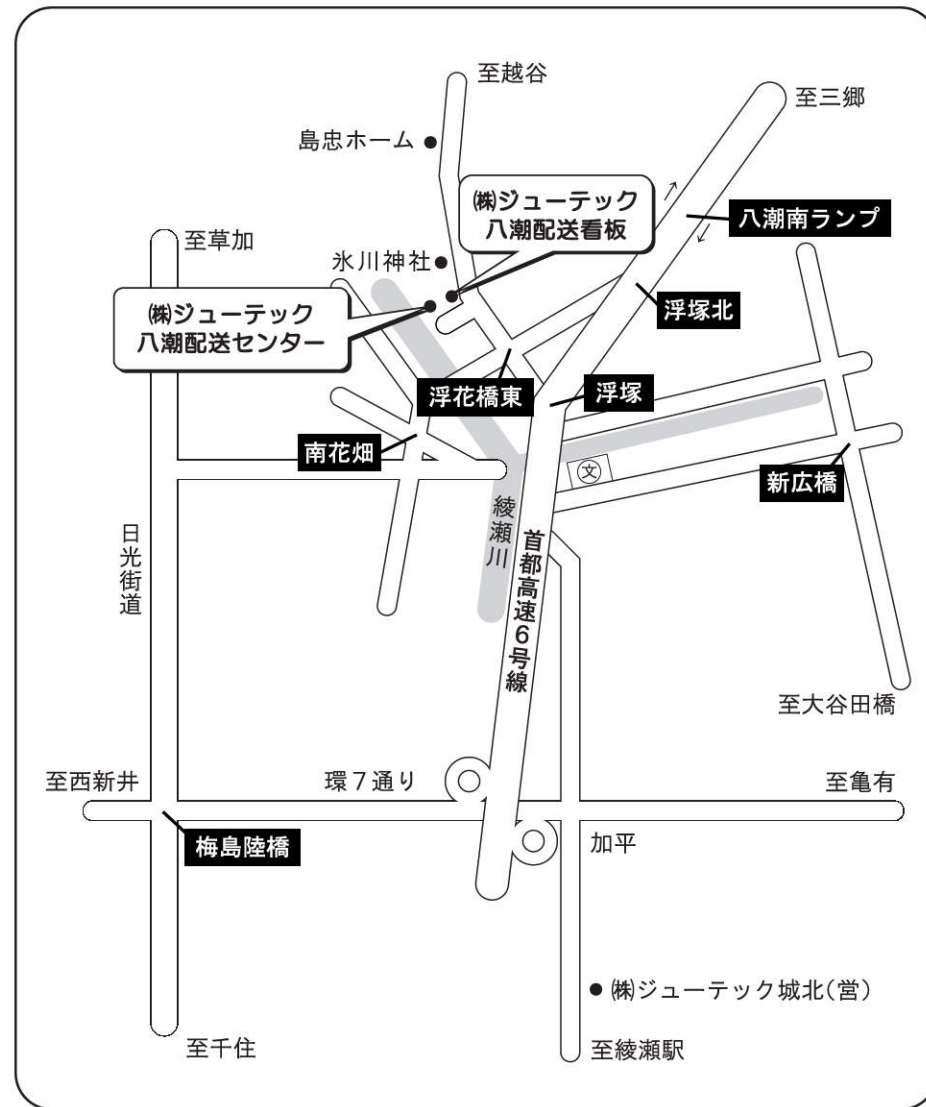 至越谷
至三郷
島忠ホーム
㈱ジューテック
八潮配送看板
八潮南ランプ
至草加
氷川神社
㈱ジューテック
八潮配送センター
浮塚北
浮花橋東
浮塚
南花畑
文
新広橋
綾瀬川
日光街道
首都高速6号線
至大谷田橋
至西新井
環7通り
至亀有
梅島陸橋
加平
㈱ジューテック城北(営)
至千住
至綾瀬駅